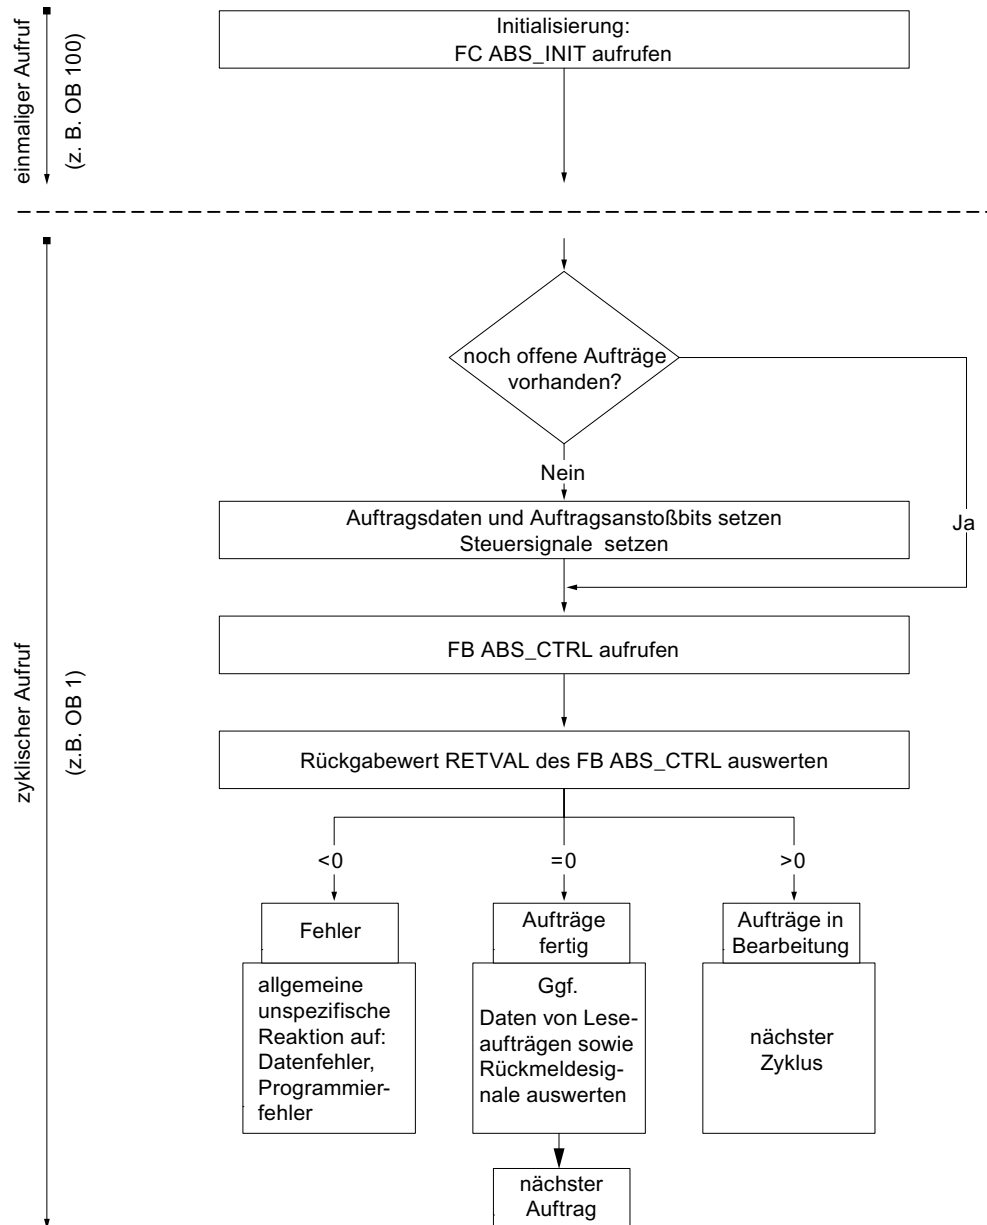 einmaliger Aufruf
(z. B. OB 100)
Initialisierung:
FC ABS_INIT aufrufen
zyklischer Aufruf
(z.B. OB 1)
noch offene Aufträge
vorhanden?
Nein
Ja
Auftragsdaten und Auftragsanstoßbits setzen
Steuersignale setzen
FB ABS_CTRL aufrufen
Rückgabewert RETVAL des FB ABS_CTRL auswerten
<0
=0
>0
Fehler
allgemeine
unspezifische
Reaktion auf:
Datenfehler,
Programmier-
fehler
Aufträge
fertig
Ggf.
Daten von Lese-
aufträgen sowie
Rückmeldesig-
nale auswerten
nächster
Auftrag
Aufträge in
Bearbeitung
nächster
Zyklus